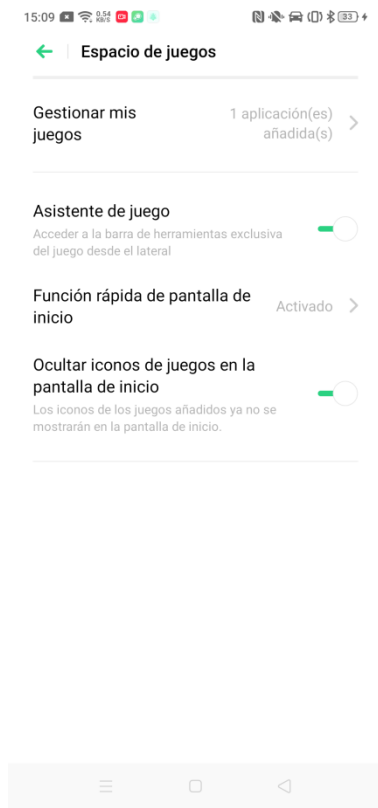 15:09 0.54 KB/S 33
Espacio de juegos
Gestionar mis
juegos
1 aplicación(es)
añadida(s)
Asistente de juego
Acceder a la barra de herramientas exclusiva
del juego desde el lateral
Función rápida de pantalla de
inicio
Activado
Ocultar iconos de juegos en la
pantalla de inicio
Los iconos de los juegos añadidos ya no se
mostrarán en la pantalla de inicio.